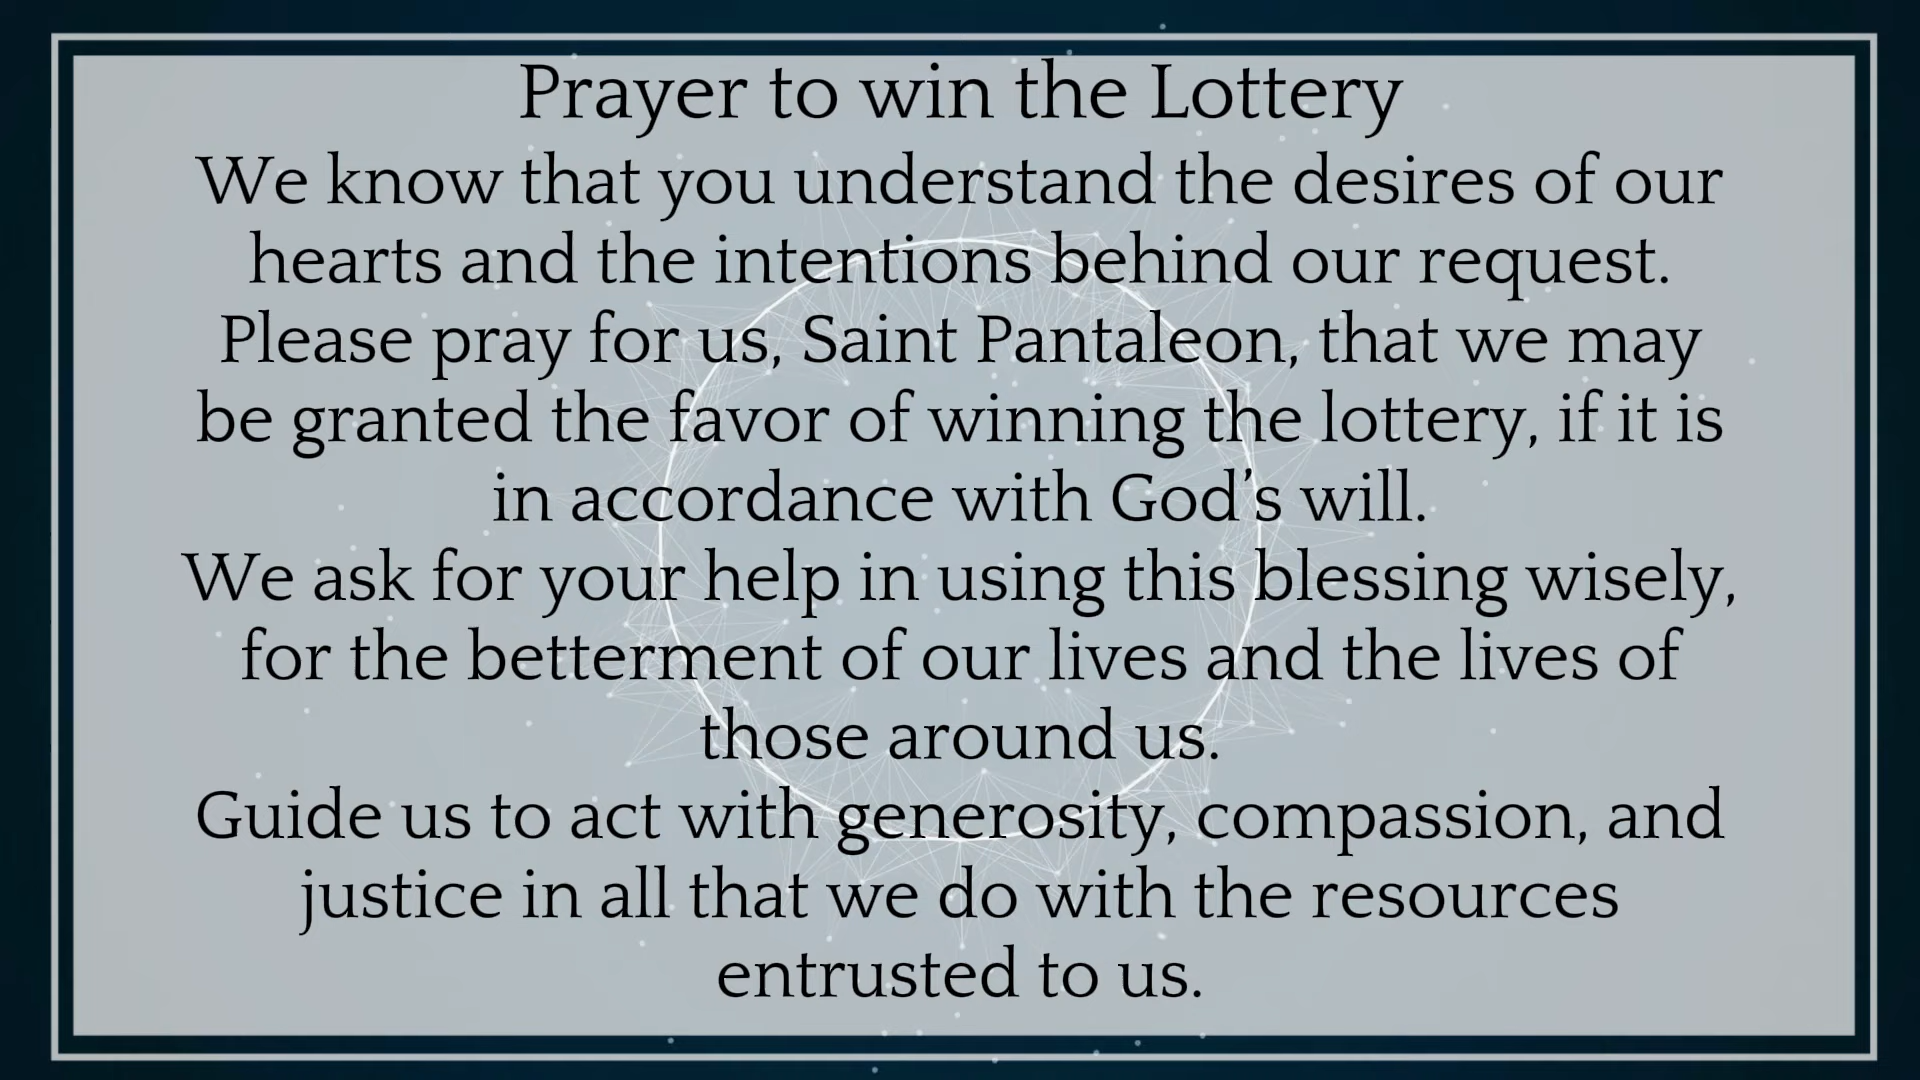 Prayer to win the Lottery
We know that you understand the desires of our
hearts and the intentions behind our request.
Please pray for us, Saint Pantaleon, that we may
be granted the favor of winning the lottery, if it is
in accordance with God’s will.
We ask for your help in using this blessing wisely,
for the betterment of our lives and the lives of
those around us.
Guide us to act with generosity, compassion, and
justice in all that we do with the resources
entrusted to us.